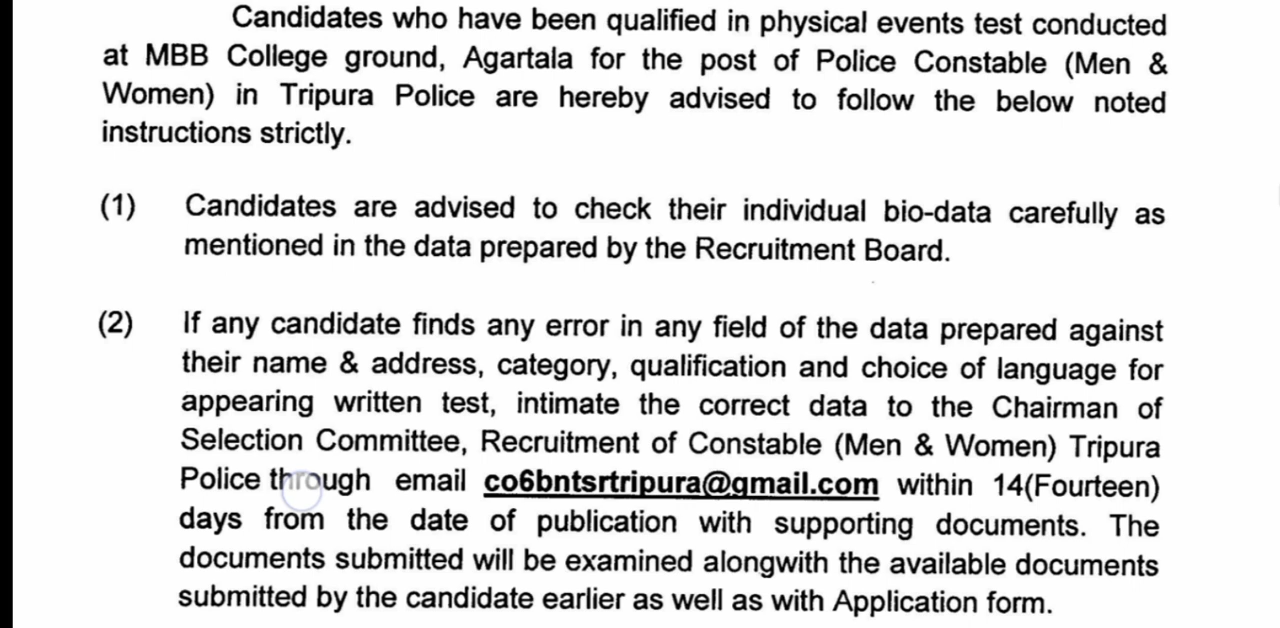 Candidates who have been qualified in physical events test conducted
at MBB College ground, Agartala for the post of Police Constable (Men &
Women) in Tripura Police are hereby advised to follow the below noted
instructions strictly.
(1) Candidates are advised to check their individual bio-data carefully as
mentioned in the data prepared by the Recruitment Board.
(2) If any candidate finds any error in any field of the data prepared against
their name & address, category, qualification and choice of language for
appearing written test, intimate the correct data to the Chairman of
Selection Committee, Recruitment of Constable (Men & Women) Tripura
Police through email co6bntsrtripura@gmail.com within 14(Fourteen)
days from the date of publication with supporting documents. The
documents submitted will be examined alongwith the available documents
submitted by the candidate earlier as well as with Application form.